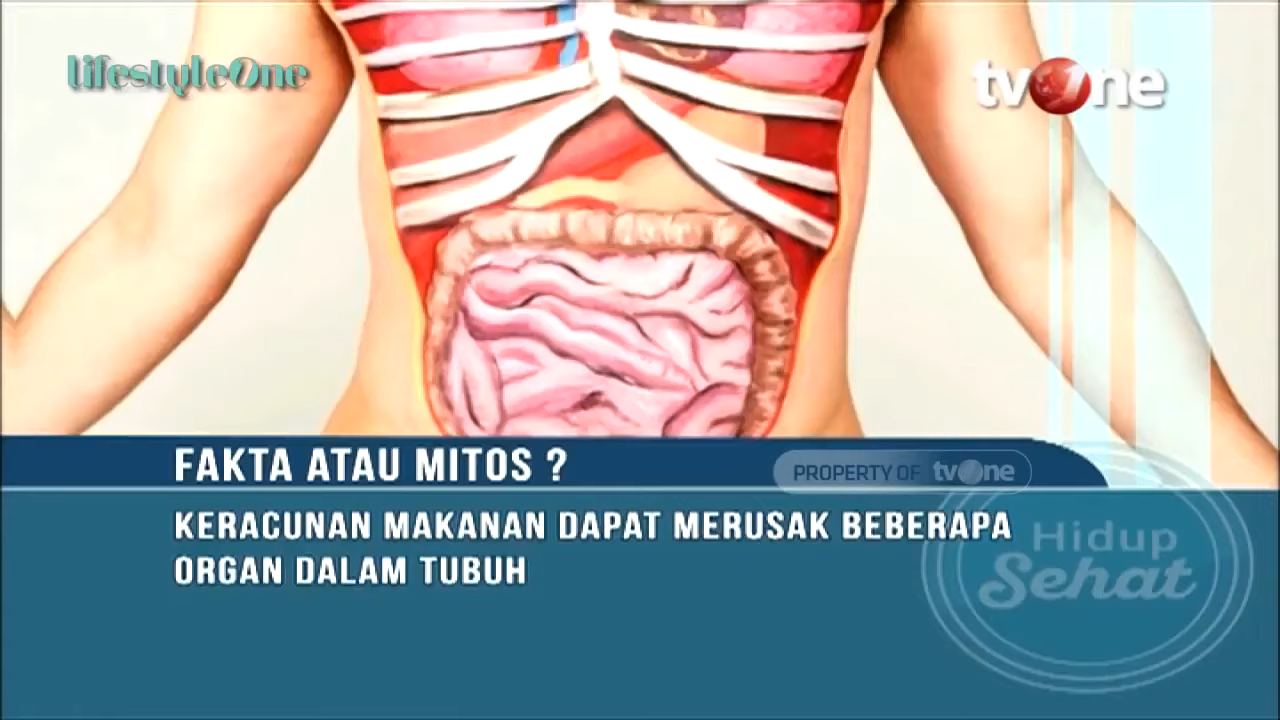 lifestyleOne
tvOne
FAKTA ATAU MITOS ?
PROPERTY OF tvOne
KERACUNAN MAKANAN DAPAT MERUSAK BEBERAPA
ORGAN DALAM TUBUH
Hidup
Sehat